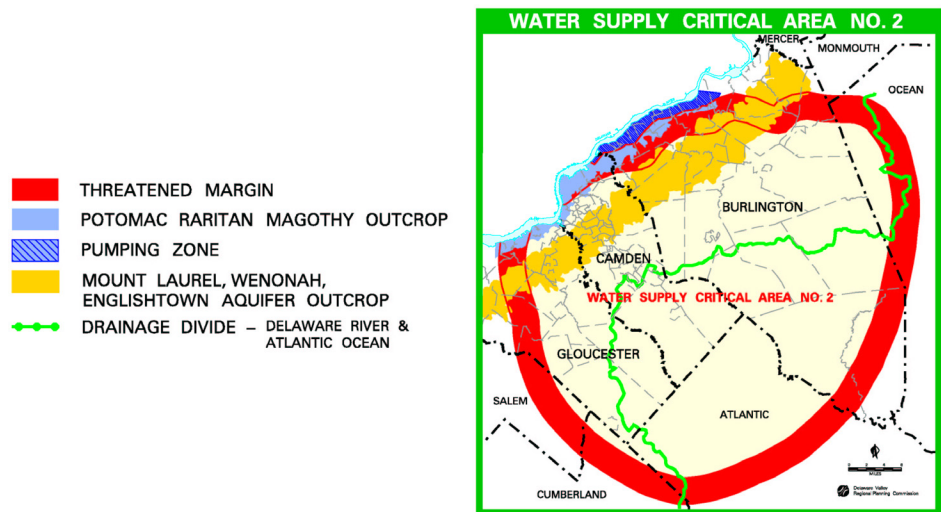 THREATENED MARGIN
POTOMAC RARITAN MAGOTHY OUTCROP
PUMPING ZONE
MOUNT LAUREL, WENONAH,
ENGLISHTOWN AQUIFER OUTCROP
DRAINAGE DIVIDE – DELAWARE RIVER &
ATLANTIC OCEAN
WATER SUPPLY CRITICAL AREA NO. 2
MERCER
MONMOUTH
OCEAN
BURLINGTON
CAMDEN
WATER SUPPLY CRITICAL AREA NO. 2
GLOUCESTER
SALEM
ATLANTIC
CUMBERLAND
MILES
Delaware Valley
Regional Planning Commission